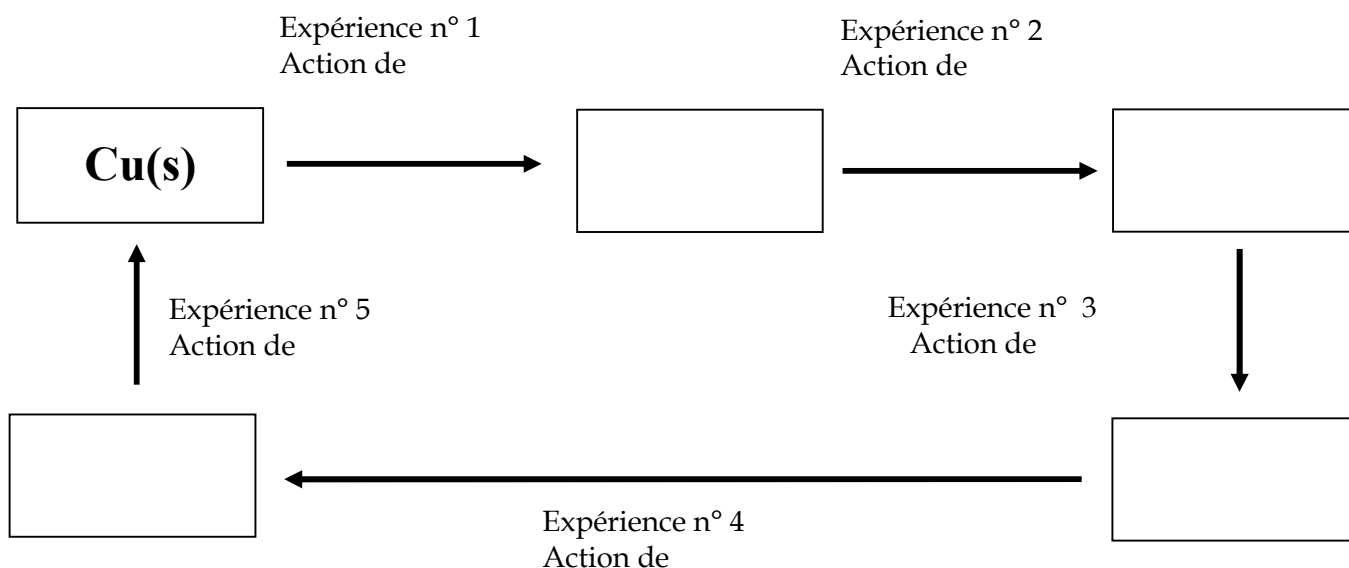 Expérience n° 1
Action de
Expérience n° 2
Action de
Cu(s)
Expérience n° 3
Action de
Expérience n° 5
Action de
Expérience n° 4
Action de